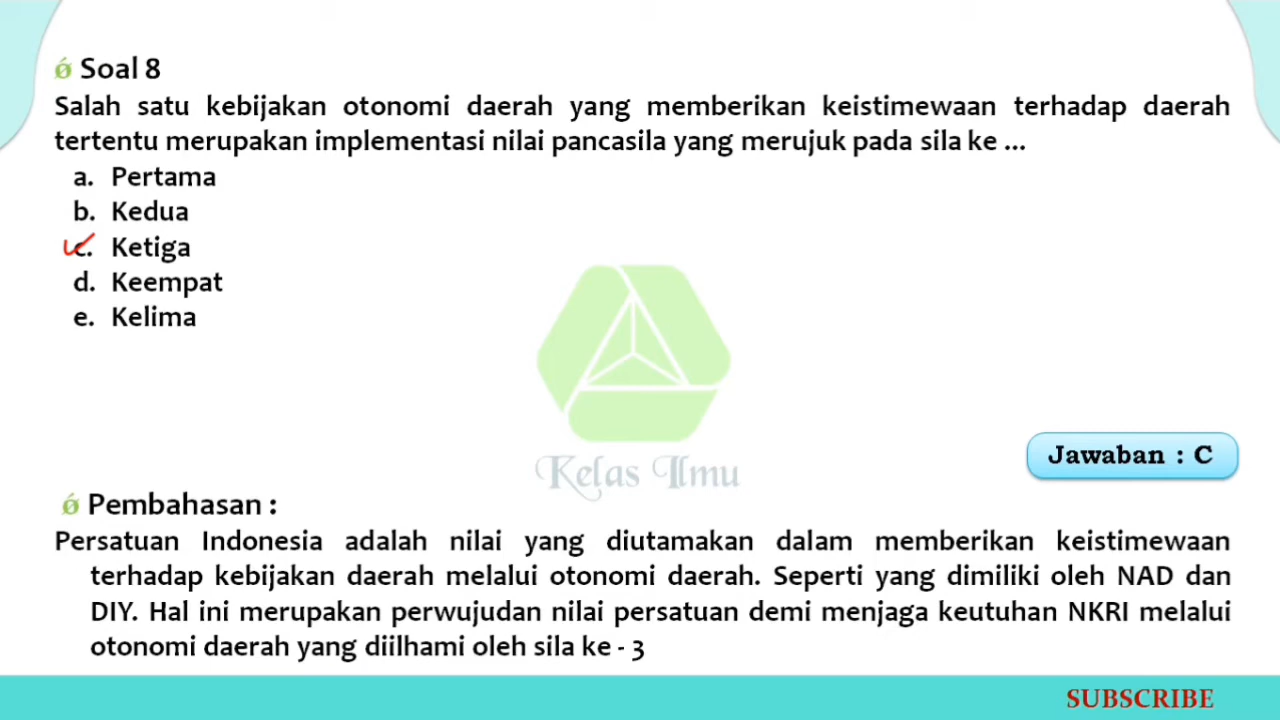 ǿ Soal 8
Salah satu kebijakan otonomi daerah yang memberikan keistimewaan terhadap daerah
tertentu merupakan implementasi nilai pancasila yang merujuk pada sila ke ...
a. Pertama
b. Kedua
c. Ketiga
d. Keempat
e. Kelima
Kelas Ilmu
Jawaban : C
ǿ Pembahasan :
Persatuan Indonesia adalah nilai yang diutamakan dalam memberikan keistimewaan
terhadap kebijakan daerah melalui otonomi daerah. Seperti yang dimiliki oleh NAD dan
DIY. Hal ini merupakan perwujudan nilai persatuan demi menjaga keutuhan NKRI melalui
otonomi daerah yang diilhami oleh sila ke - 3
SUBSCRIBE